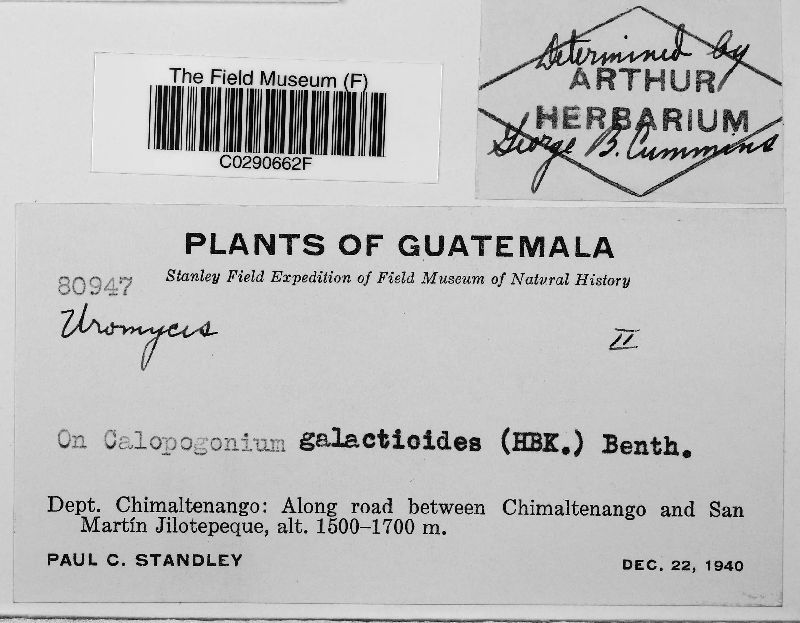 The Field Museum (F)
C0290662F
Determined by
ARTHUR
HERBARIUM
George B. Cummins
PLANTS OF GUATEMALA
Stanley Field Expedition of Field Museum of Natural History
80947
Uromyces
II
On Calopogonium galactioides (HBK.) Benth.
Dept. Chimaltenango: Along road between Chimaltenango and San
Martín Jilotepeque, alt. 1500–1700 m.
PAUL C. STANDLEY
DEC. 22, 1940